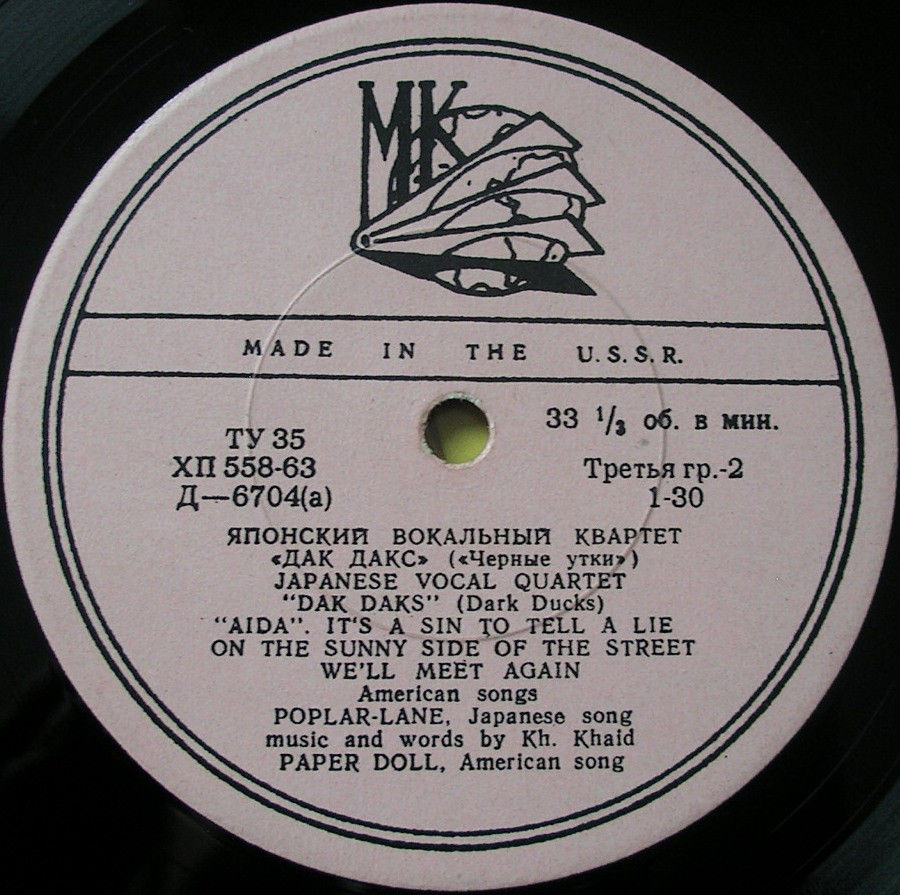 МК
MADE IN THE U.S.S.R.
33 1/3 об. в мин.
ТУ 35
ХП 558-63
Д—6704(а)
Третья гр.-2
1-30
ЯПОНСКИЙ ВОКАЛЬНЫЙ КВАРТЕТ
«ДАК ДАКС» («Черные утки»)
JAPANESE VOCAL QUARTET
"DAK DAKS" (Dark Ducks)
"AIDA". IT'S A SIN TO TELL A LIE
ON THE SUNNY SIDE OF THE STREET
WE'LL MEET AGAIN
American songs
POPLAR-LANE, Japanese song
music and words by Kh. Khaid
PAPER DOLL, American song